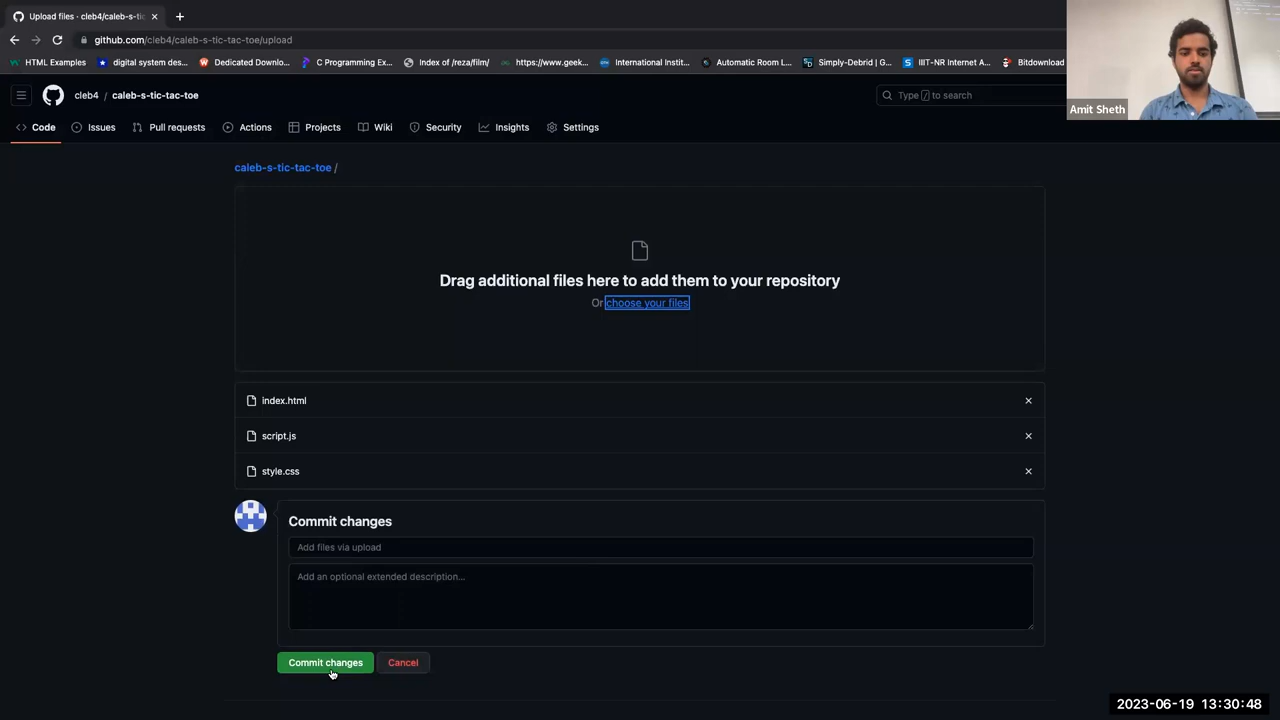 Upload files · cleb4/caleb-s-tic
github.com/cleb4/caleb-s-tic-tac-toe/upload
HTML Examples
digital system des...
Dedicated Downlo...
C Programming Ex...
Index of /reza/film/
https://www.geek...
International Instit...
Automatic Room L...
Simply-Debrid | G...
IIIT-NR Internet A...
Bitdownload
Amit Sheth
cleb4 / caleb-s-tic-tac-toe
Type / to search
Code
Issues
Pull requests
Actions
Projects
Wiki
Security
Insights
Settings
caleb-s-tic-tac-toe /
Drag additional files here to add them to your repository
Or choose your files
index.html
script.js
style.css
Commit changes
Add files via upload
Add an optional extended description...
Commit changes
Cancel
2023-06-19 13:30:48